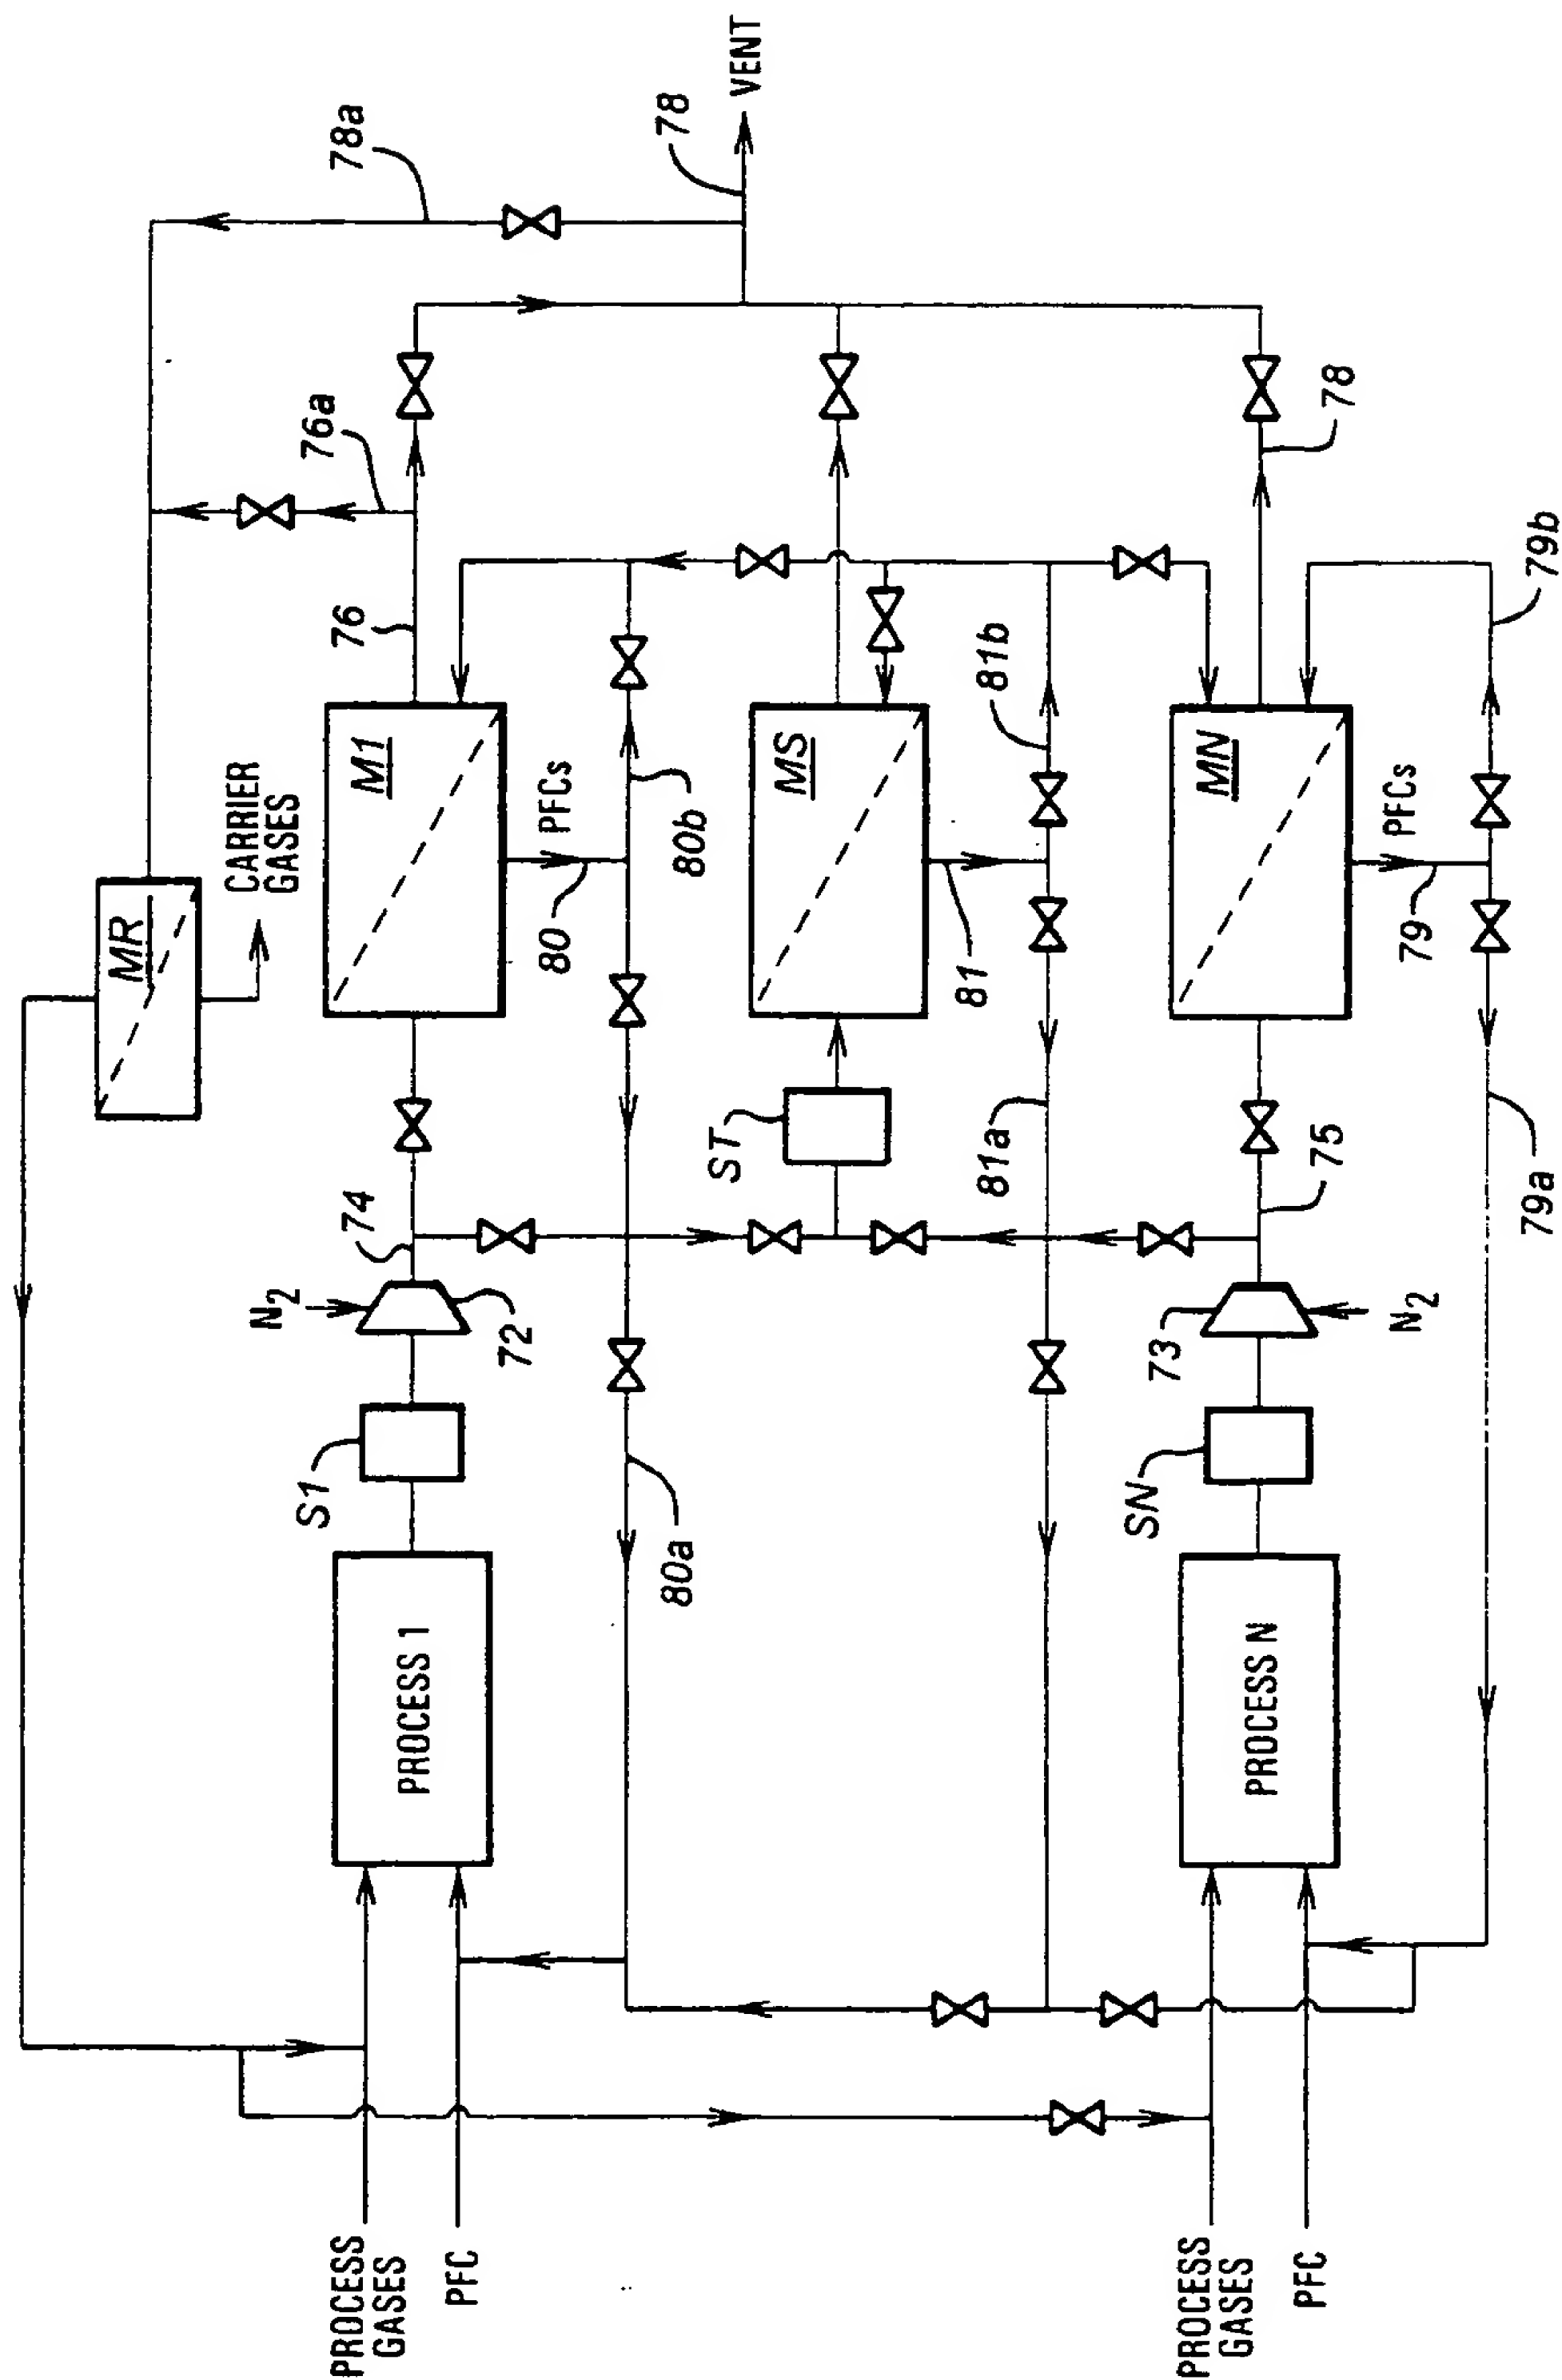 MR
CARRIER
GASES
78a
76a
PROCESS
GASES
PFC
PROCESS 1
S1
N2
72
74
M1
76
78
VENT
80
PFCs
80a
80b
ST
MS
81
81a
81b
PROCESS
GASES
PFC
PROCESS N
SN
73
N2
75
MN
78
79
PFCs
79a
79b